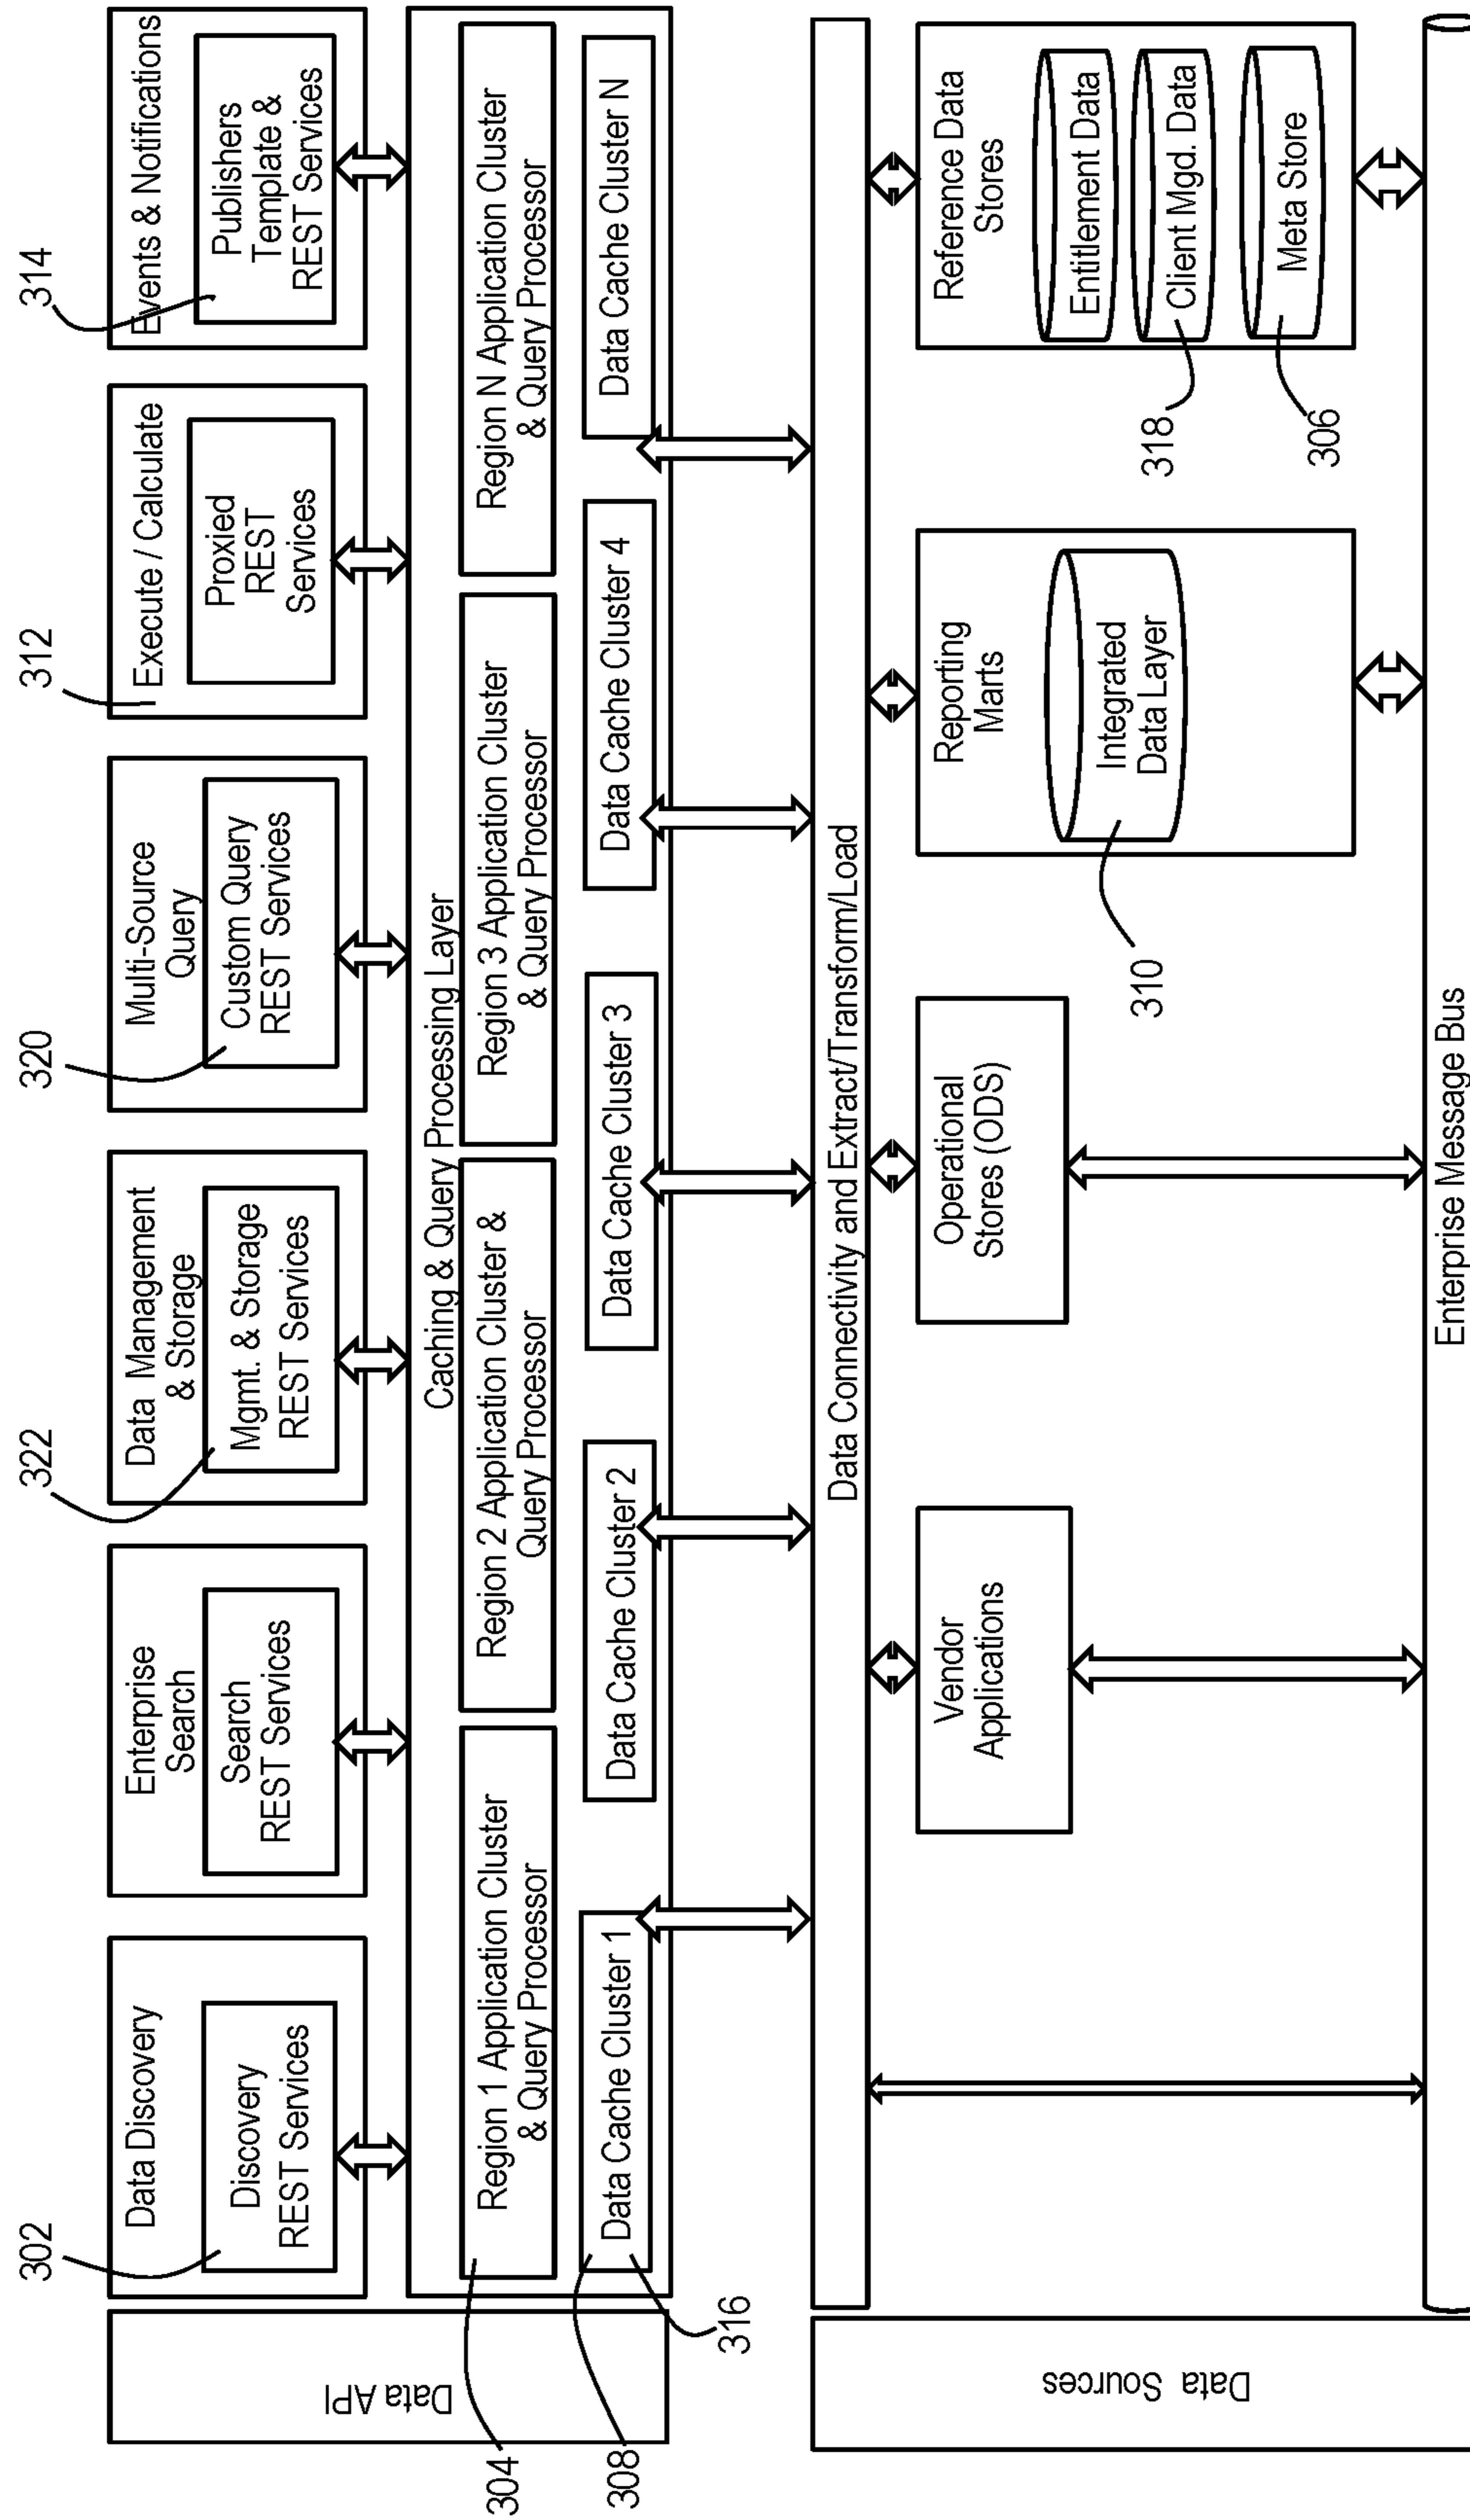 302
322
320
312
314
Data Discovery
Discovery
REST Services
Enterprise
Search
Search
REST Services
Data Management
& Storage
Mgmt. & Storage
REST Services
Multi-Source
Query
Custom Query
REST Services
Execute / Calculate
Proxied
REST
Services
Events & Notifications
Publishers
Template &
REST Services
Data API
Caching & Query Processing Layer
Region 1 Application Cluster
& Query Processor
Region 2 Application Cluster &
Query Processor
Region 3 Application Cluster
& Query Processor
Region N Application Cluster
& Query Processor
304
Data Cache Cluster 1
Data Cache Cluster 2
Data Cache Cluster 3
Data Cache Cluster 4
Data Cache Cluster N
308
316
Data Connectivity and Extract/Transform/Load
Data Sources
Vendor
Applications
Operational
Stores (ODS)
Reporting
Marts
Integrated
Data Layer
310
Reference Data
Stores
Entitlement Data
Client Mgd. Data
Meta Store
318
306
Enterprise Message Bus